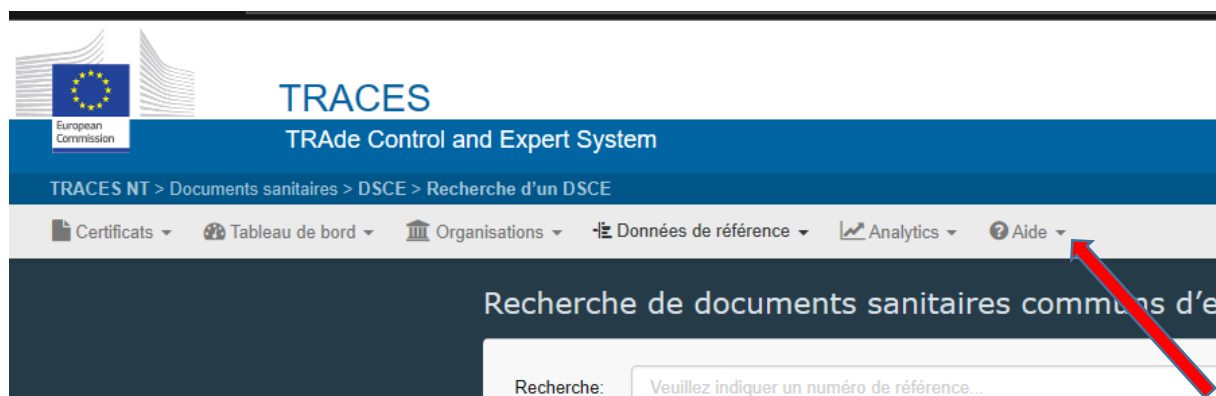 European
Commission
TRACES
TRAde Control and Expert System
TRACES NT > Documents sanitaires > DSCE > Recherche d'un DSCE
Certificats Tableau de bord Organisations Données de référence Analytics Aide
Recherche de documents sanitaires communs d'e
Recherche: Veuillez indiquer un numéro de référence...